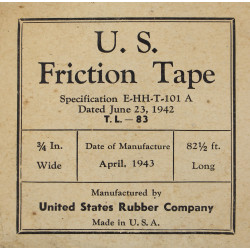 U. S.
Friction Tape
Specification E-HH-T-101 A
Dated June 23, 1942
T. L. — 83
¾ In.
Wide
Date of Manufacture
April, 1943
82½ ft.
Long
Manufactured by
United States Rubber Company
Made in U. S. A.